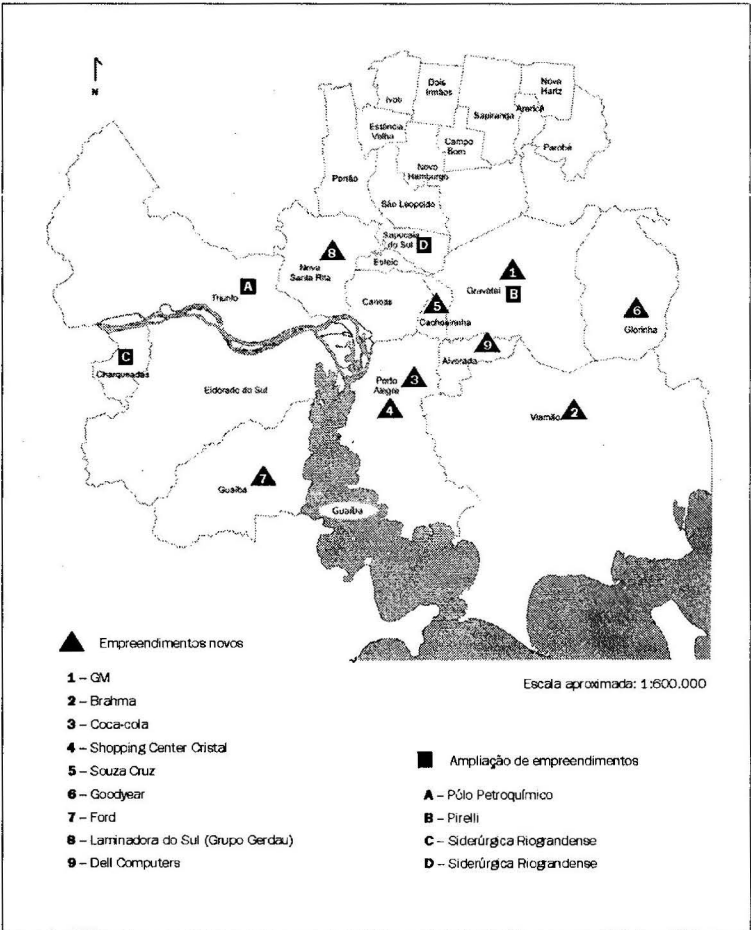 N
Dois
Irmãos
Nova
Hartz
Ivoti
Sapiranga
Araricá
Estância
Velha
Campo
Bom
Parobé
Portão
Novo
Hamburgo
São Leopoldo
Sapucaia
do Sul
D
8
Nova
Santa Rita
Esteio
1
Gravataí
B
A
Triunfo
Canoas
5
Cachoeirinha
6
Glorinha
C
Charqueadas
9
Alvorada
Eldorado do Sul
Porto
Alegre
3
4
Viamão
2
Guaíba
7
Guaíba
Empreendimentos novos
1 – GM
2 – Brahma
3 – Coca-cola
4 – Shopping Center Cristal
5 – Souza Cruz
6 – Goodyear
7 – Ford
8 – Laminadora do Sul (Grupo Gerdau)
9 – Dell Computers
Escala aproximada: 1:600.000
Ampliação de empreendimentos
A – Pólo Petroquímico
B – Pirelli
C – Siderúrgica Riograndense
D – Siderúrgica Riograndense